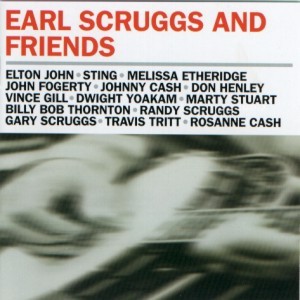 EARL SCRUGGS AND
FRIENDS
ELTON JOHN • STING • MELISSA ETHERIDGE
JOHN FOGERTY • JOHNNY CASH • DON HENLEY
VINCE GILL • DWIGHT YOAKAM • MARTY STUART
BILLY BOB THORNTON • RANDY SCRUGGS
GARY SCRUGGS • TRAVIS TRITT • ROSANNE CASH